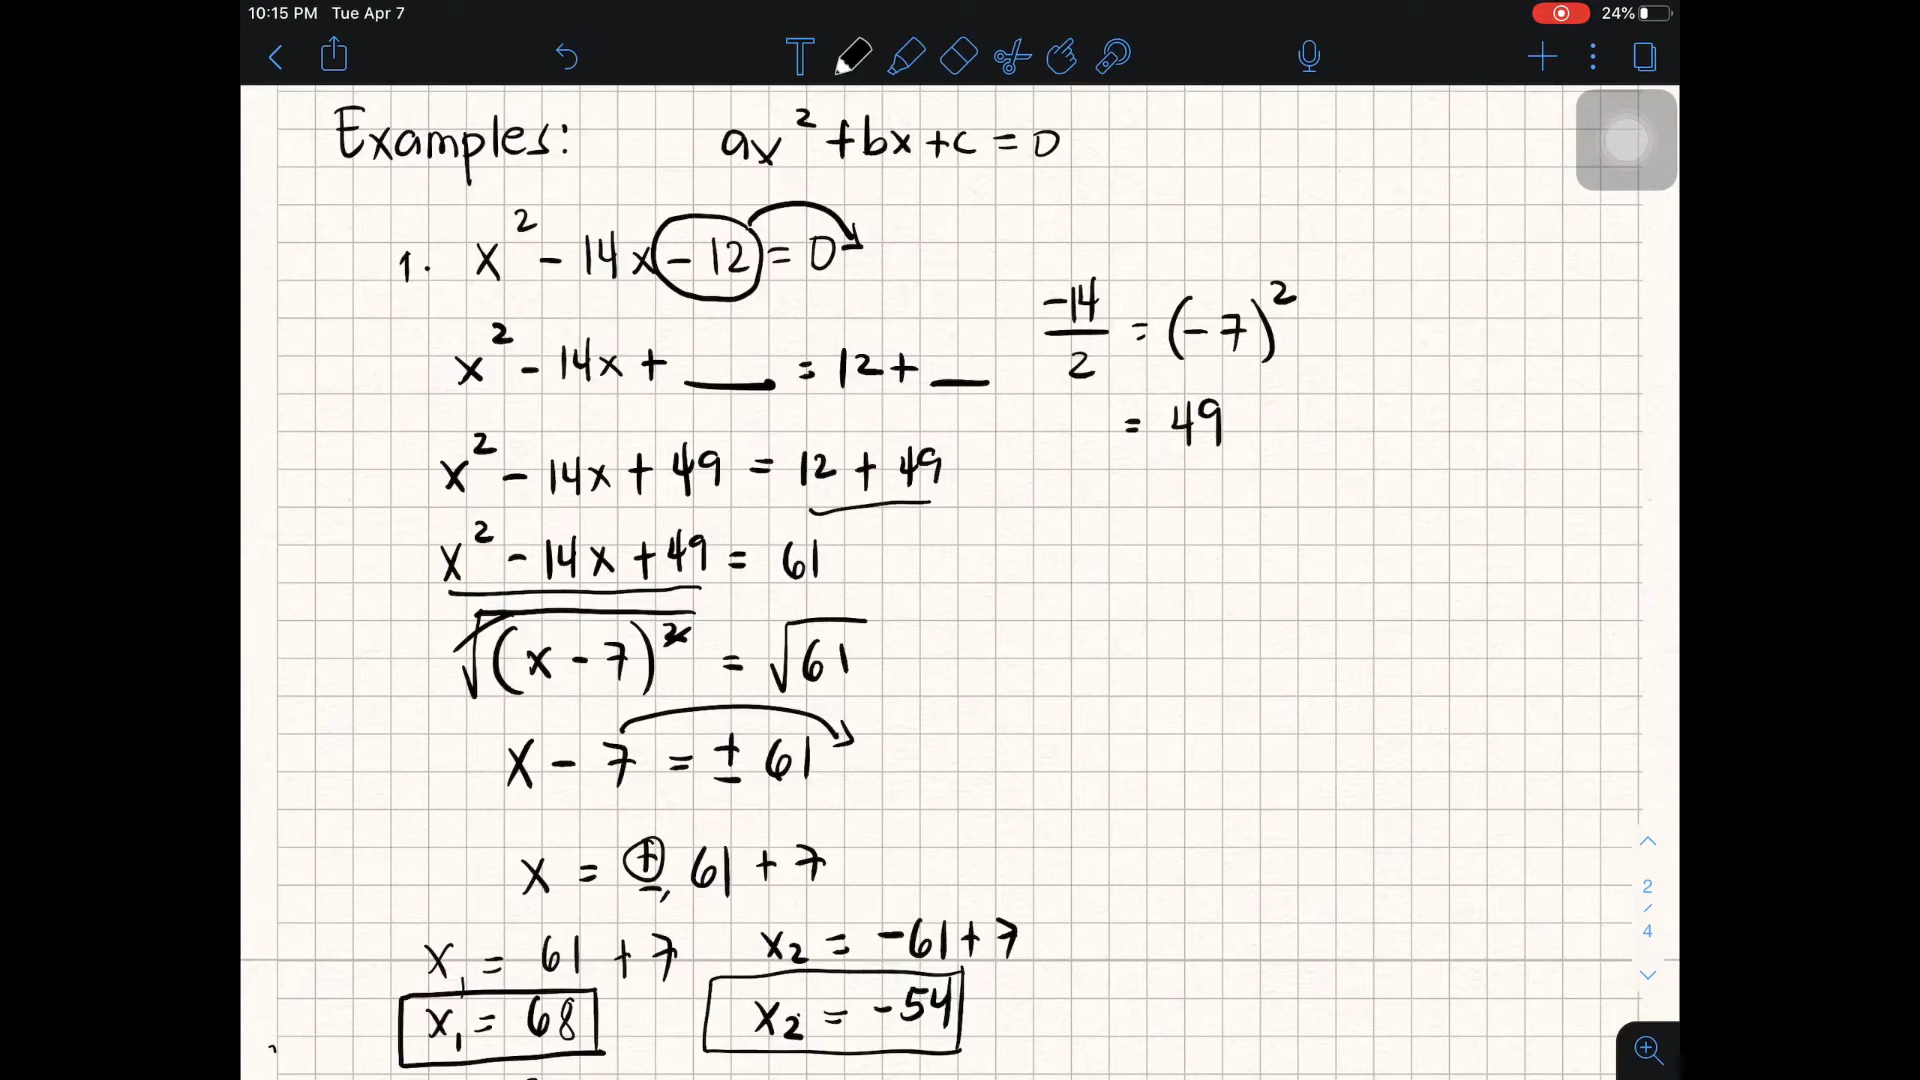 10:15 PM Tue Apr 7
24%
Examples: ax² + bx + c = 0
1. x² - 14x - 12 = 0
x² - 14x + ___ = 12 + ___
-14/2 = (-7)²
= 49
x² - 14x + 49 = 12 + 49
x² - 14x + 49 = 61
√(x - 7)² = √61
x - 7 = ± 61
x = ± 61 + 7
x₁ = 61 + 7
x₂ = -61 + 7
x₁ = 68
x₂ = -54
2
/
4